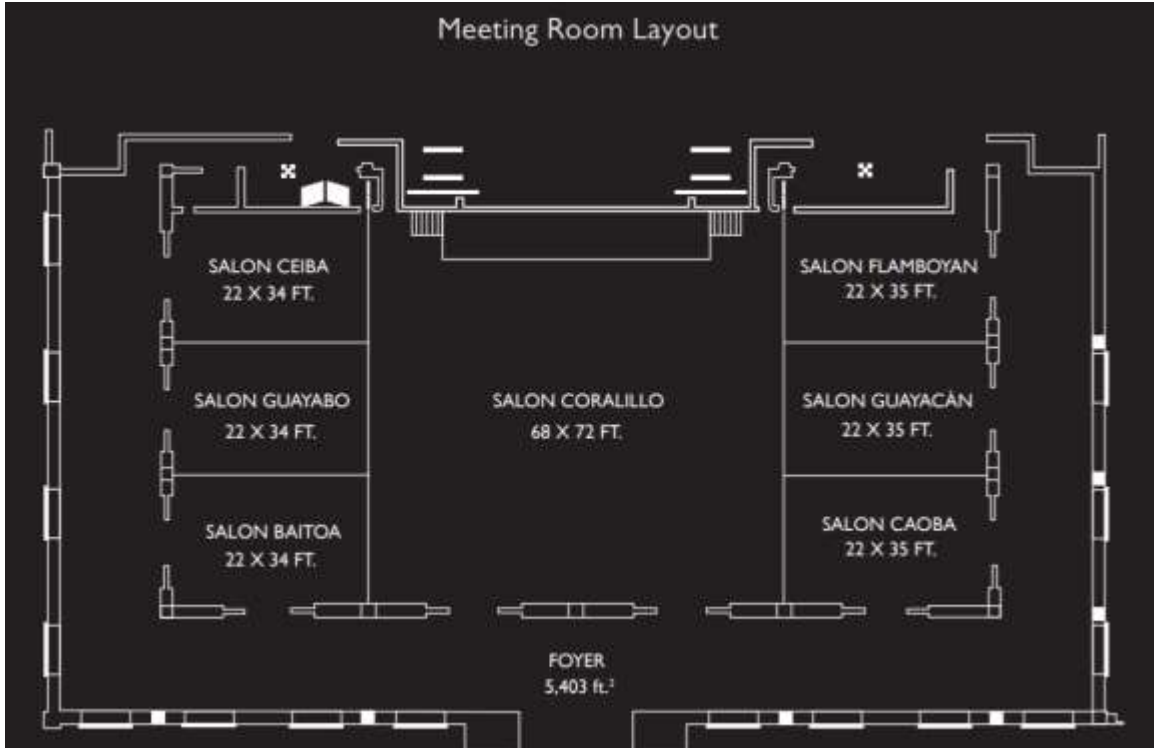 Meeting Room Layout
SALON CEIBA
22 X 34 FT.
SALON FLAMBOYAN
22 X 35 FT.
SALON GUAYABO
22 X 34 FT.
SALON CORALILLO
68 X 72 FT.
SALON GUAYACÀN
22 X 35 FT.
SALON BAITOA
22 X 34 FT.
SALON CAOBA
22 X 35 FT.
FOYER
5,403 ft.²